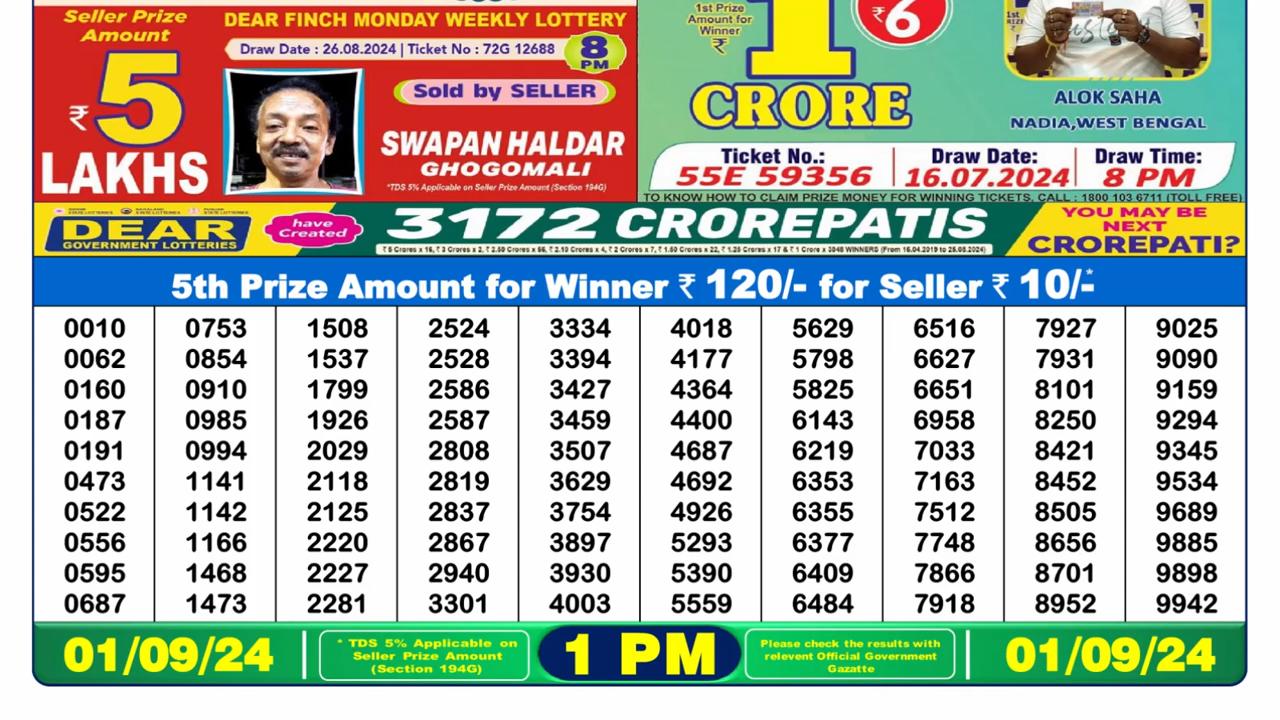 Seller Prize
Amount
₹ 5
LAKHS
DEAR FINCH MONDAY WEEKLY LOTTERY
Draw Date : 26.08.2024 | Ticket No : 72G 12688
8
PM
Sold by SELLER
SWAPAN HALDAR
GHOGOMALI
*TDS 5% Applicable on Seller Prize Amount (Section 194G)
1st Prize
Amount for
Winner
₹
1
CRORE
₹6
ALOK SAHA
NADIA,WEST BENGAL
Ticket No.:
55E 59356
Draw Date:
16.07.2024
Draw Time:
8 PM
TO KNOW HOW TO CLAIM PRIZE MONEY FOR WINNING TICKETS, CALL : 1800 103 6711 (TOLL FREE)
DEAR
GOVERNMENT LOTTERIES
have
Created
3172 CROREPATIS
YOU MAY BE
NEXT
CROREPATI?
5th Prize Amount for Winner ₹ 120/- for Seller ₹ 10/-*
0010 0753 1508 2524 3334 4018 5629 6516 7927 9025
0062 0854 1537 2528 3394 4177 5798 6627 7931 9090
0160 0910 1799 2586 3427 4364 5825 6651 8101 9159
0187 0985 1926 2587 3459 4400 6143 6958 8250 9294
0191 0994 2029 2808 3507 4687 6219 7033 8421 9345
0473 1141 2118 2819 3629 4692 6353 7163 8452 9534
0522 1142 2125 2837 3754 4926 6355 7512 8505 9689
0556 1166 2220 2867 3897 5293 6377 7748 8656 9885
0595 1468 2227 2940 3930 5390 6409 7866 8701 9898
0687 1473 2281 3301 4003 5559 6484 7918 8952 9942
01/09/24
* TDS 5% Applicable on
Seller Prize Amount
(Section 194G)
1 PM
Please check the results with
relevent Official Government
Gazatte
01/09/24